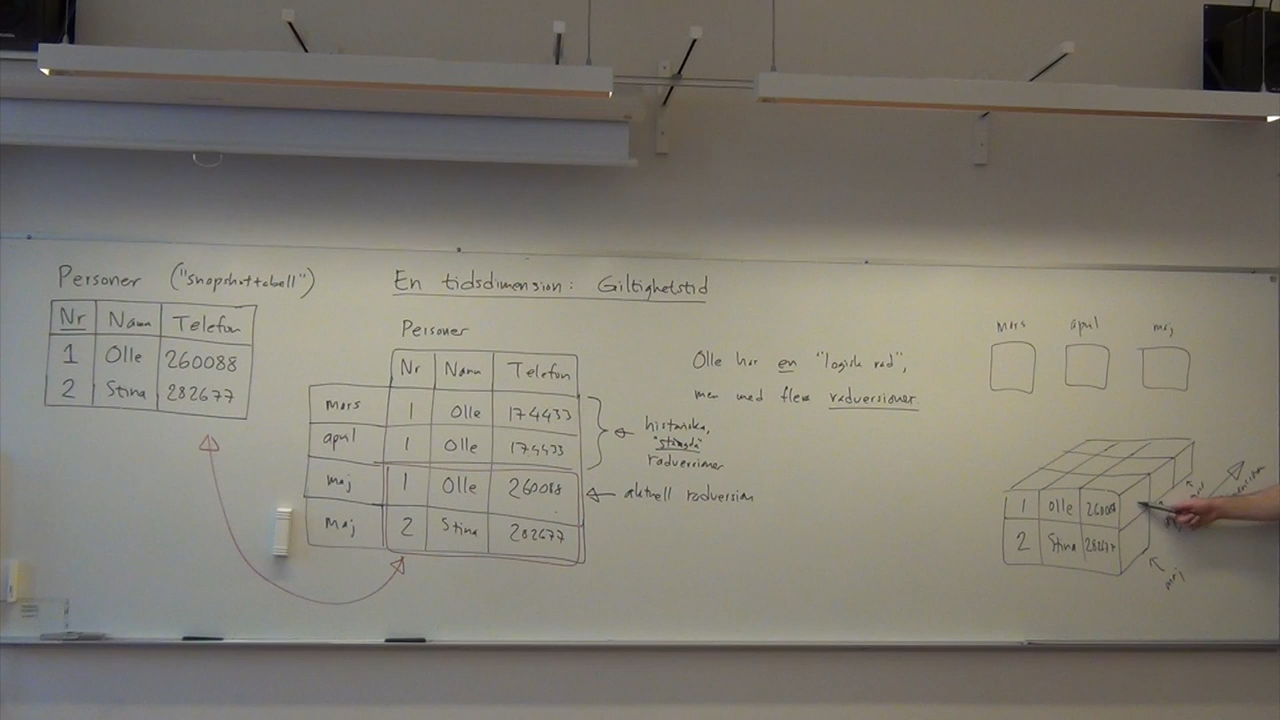 Personer ("snapshottabell")
Nr Namn Telefon
1 Olle 260088
2 Stina 282677
En tidsdimension: Giltighetstid
Personer
Nr Namn Telefon
mars 1 Olle 174433
april 1 Olle 174433
maj 1 Olle 260088
maj 2 Stina 282677
historiska,
"stängda"
radversioner
aktuell radversion
Olle har en "logisk rad",
men med flera radversioner.
mars april maj
1 Olle 260088
2 Stina 282677
maj